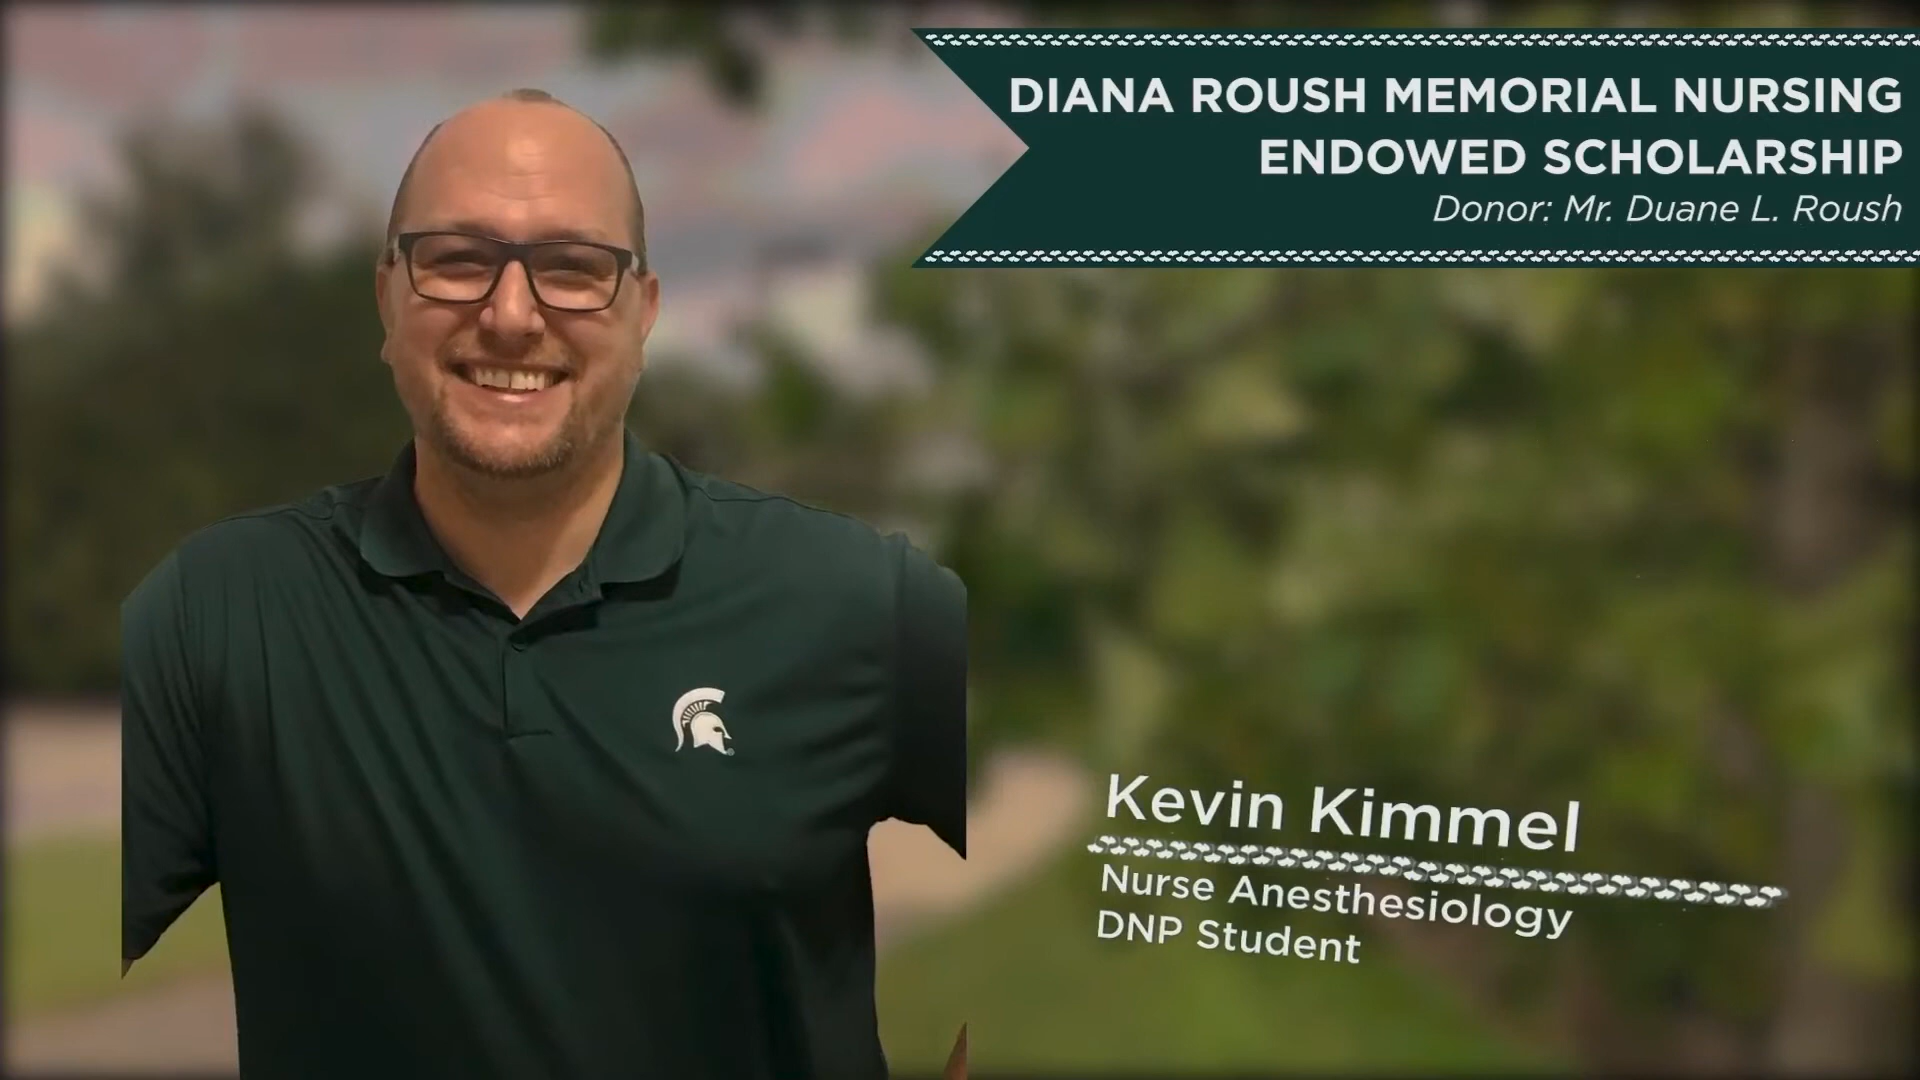 DIANA ROUSH MEMORIAL NURSING
ENDOWED SCHOLARSHIP
Donor: Mr. Duane L. Roush
Kevin Kimmel
Nurse Anesthesiology
DNP Student